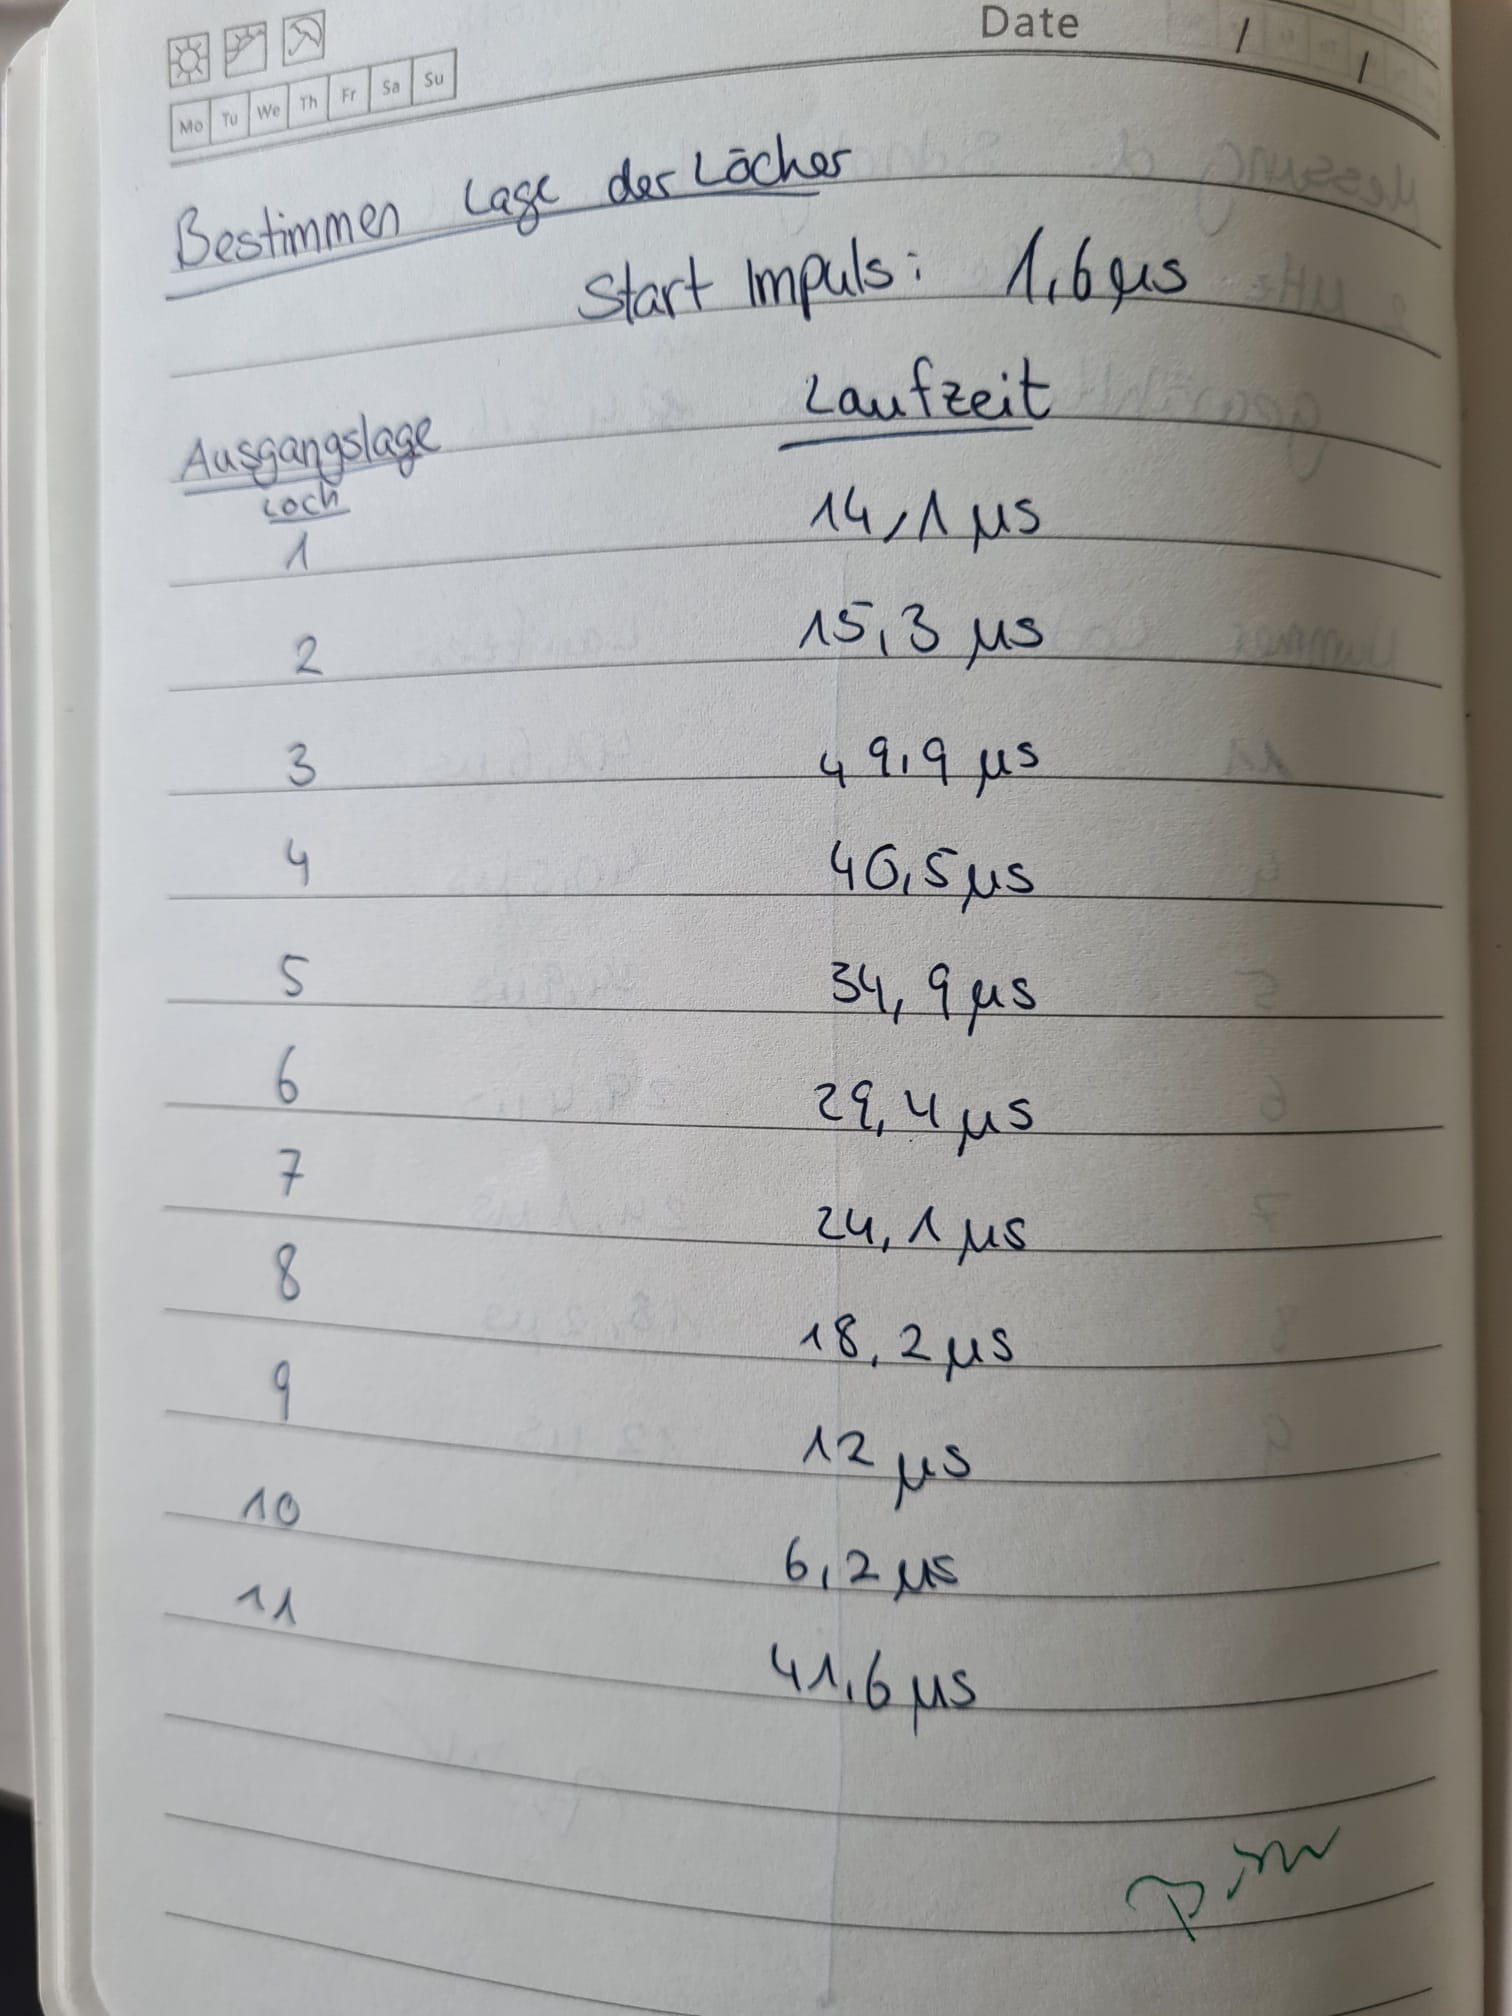 Date / /
Mo Tu We Th Fr Sa Su
Bestimmen Lage der Löcher
Start Impuls: 1,6 µs
Ausgangslage Laufzeit
Loch
1 14,1 µs
2 15,3 µs
3 49,9 µs
4 40,5 µs
5 34,9 µs
6 29,4 µs
7 24,1 µs
8 18,2 µs
9 12 µs
10 6,2 µs
11 41,6 µs